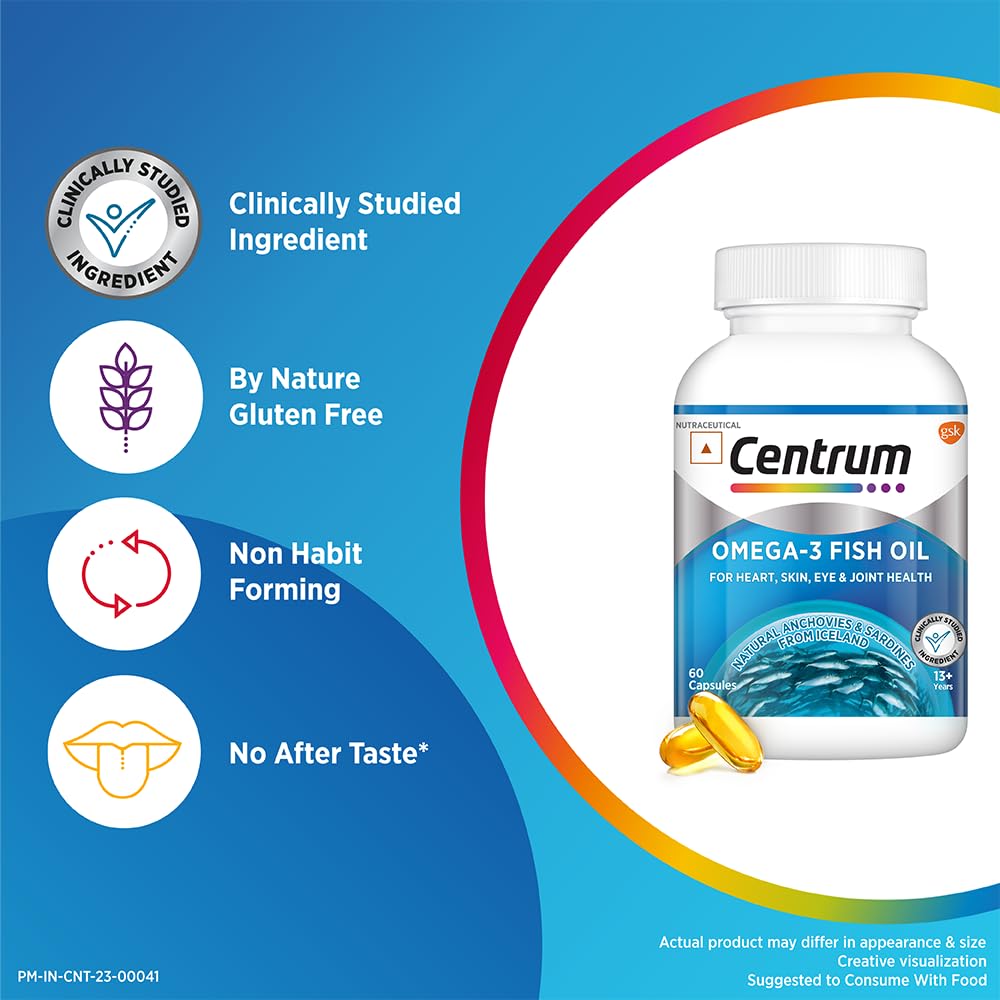 CLINICALLY STUDIED
INGREDIENT
Clinically Studied
Ingredient
By Nature
Gluten Free
Non Habit
Forming
No After Taste*
NUTRACEUTICAL
gsk
Centrum
OMEGA-3 FISH OIL
FOR HEART, SKIN, EYE & JOINT HEALTH
NATURAL ANCHOVIES & SARDINES
FROM ICELAND
CLINICALLY STUDIED
INGREDIENT
60
Capsules
13+
Years
Actual product may differ in appearance & size
Creative visualization
Suggested to Consume With Food
PM-IN-CNT-23-00041